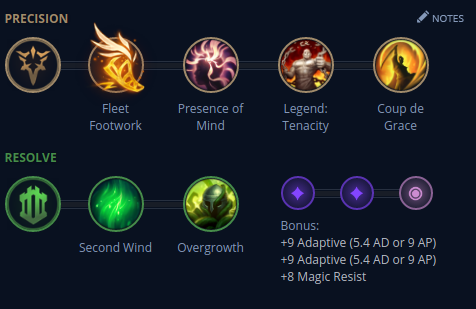 PRECISION
NOTES
Fleet
Footwork
Presence of
Mind
Legend:
Tenacity
Coup de
Grace
RESOLVE
Second Wind
Overgrowth
Bonus:
+9 Adaptive (5.4 AD or 9 AP)
+9 Adaptive (5.4 AD or 9 AP)
+8 Magic Resist